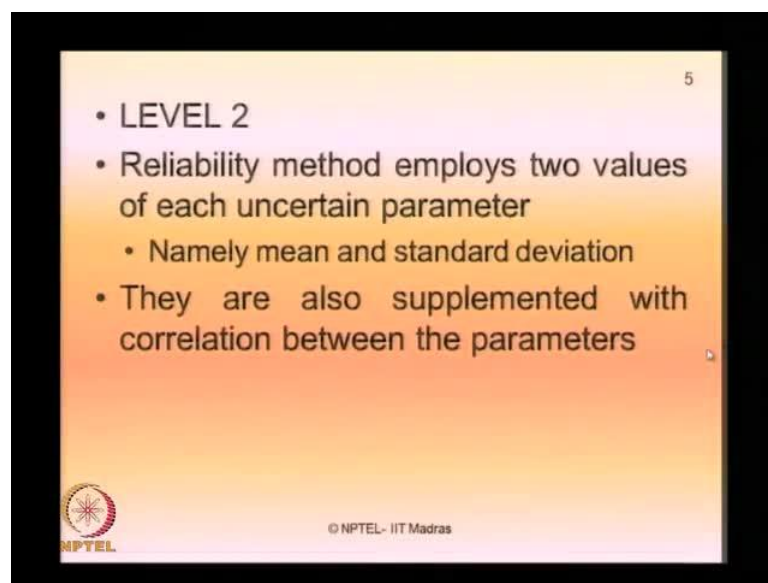 5
• LEVEL 2
• Reliability method employs two values
of each uncertain parameter
• Namely mean and standard deviation
• They are also supplemented with
correlation between the parameters
NPTEL
© NPTEL- IIT Madras